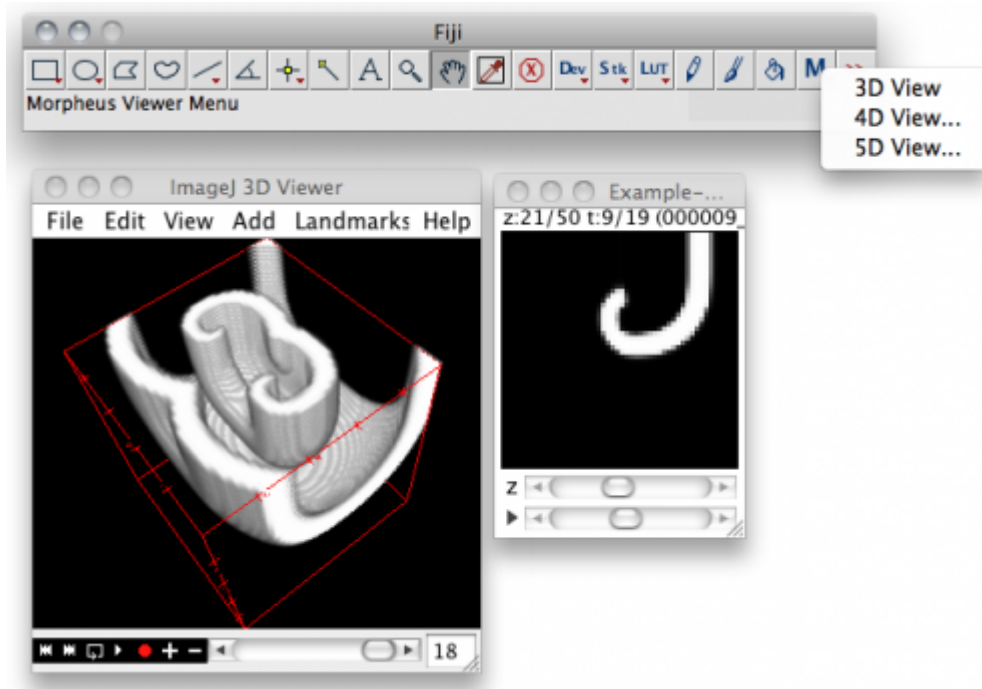 Fiji
A Dev Stk LUT M >>
Morpheus Viewer Menu
3D View
4D View...
5D View...
ImageJ 3D Viewer
File Edit View Add Landmarks Help
18
Example-...
z:21/50 t:9/19 (000009_
z